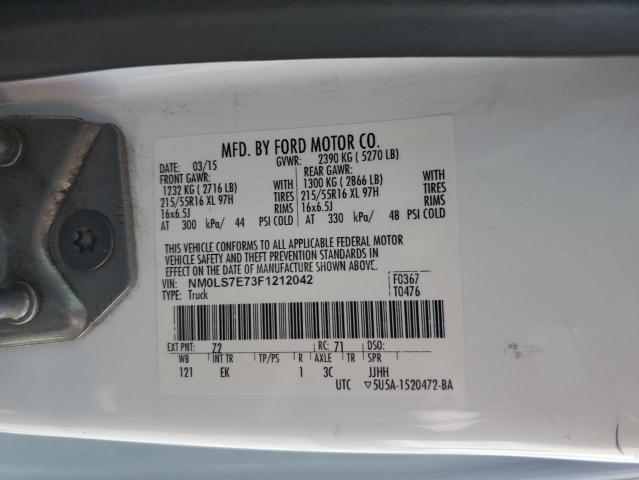 MFD. BY FORD MOTOR CO.
DATE: 03/15 GVWR: 2390 KG ( 5270 LB)
FRONT GAWR: REAR GAWR:
1232 KG ( 2716 LB) WITH 1300 KG ( 2866 LB) WITH
215/55R16 XL 97H TIRES 215/55R16 XL 97H TIRES
16x6.5J RIMS 16x6.5J RIMS
AT 300 kPa/ 44 PSI COLD AT 330 kPa/ 48 PSI COLD
THIS VEHICLE CONFORMS TO ALL APPLICABLE FEDERAL MOTOR
VEHICLE SAFETY AND THEFT PREVENTION STANDARDS IN
EFFECT ON THE DATE OF MANUFACTURE SHOWN ABOVE.
VIN: NM0LS7E73F1212042 F0367
TYPE: Truck T0476
EXT PNT: Z2 RC: 71 DSO:
WB INT TR TP/PS R AXLE TR SPR
121 EK 1 3C JJHH
UTC ▽5U5A-1520472-BA